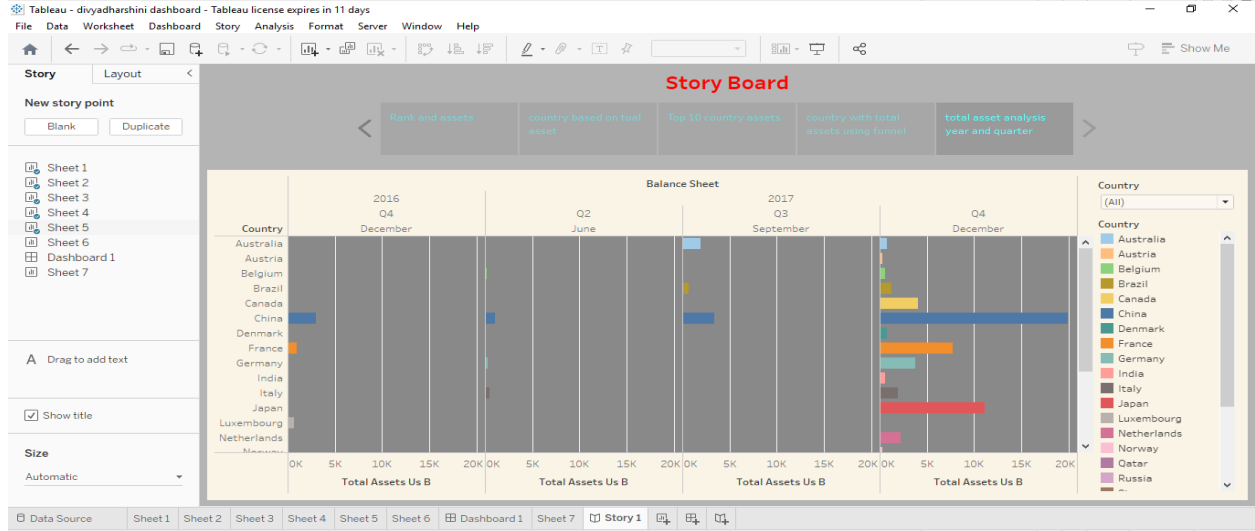 Tableau - divyadharshini dashboard - Tableau license expires in 11 days
File Data Worksheet Dashboard Story Analysis Format Server Window Help
Show Me
Story Layout
New story point
Blank Duplicate
Sheet 1
Sheet 2
Sheet 3
Sheet 4
Sheet 5
Sheet 6
Dashboard 1
Sheet 7
A Drag to add text
Show title
Size
Automatic
Story Board
Rank and assets
country based on toal
asset
Top 10 country assets
country with total
assets using funnel
total asset analysis
year and quarter
Balance Sheet
2016 2017
Q4 Q2 Q3 Q4
Country December June September December
Australia
Austria
Belgium
Brazil
Canada
China
Denmark
France
Germany
India
Italy
Japan
Luxembourg
Netherlands
Norway
0K 5K 10K 15K 20K 0K 5K 10K 15K 20K 0K 5K 10K 15K 20K 0K 5K 10K 15K 20K
Total Assets Us B Total Assets Us B Total Assets Us B Total Assets Us B
Country
(All)
Country
Australia
Austria
Belgium
Brazil
Canada
China
Denmark
France
Germany
India
Italy
Japan
Luxembourg
Netherlands
Norway
Qatar
Russia
Data Source Sheet 1 Sheet 2 Sheet 3 Sheet 4 Sheet 5 Sheet 6 Dashboard 1 Sheet 7 Story 1